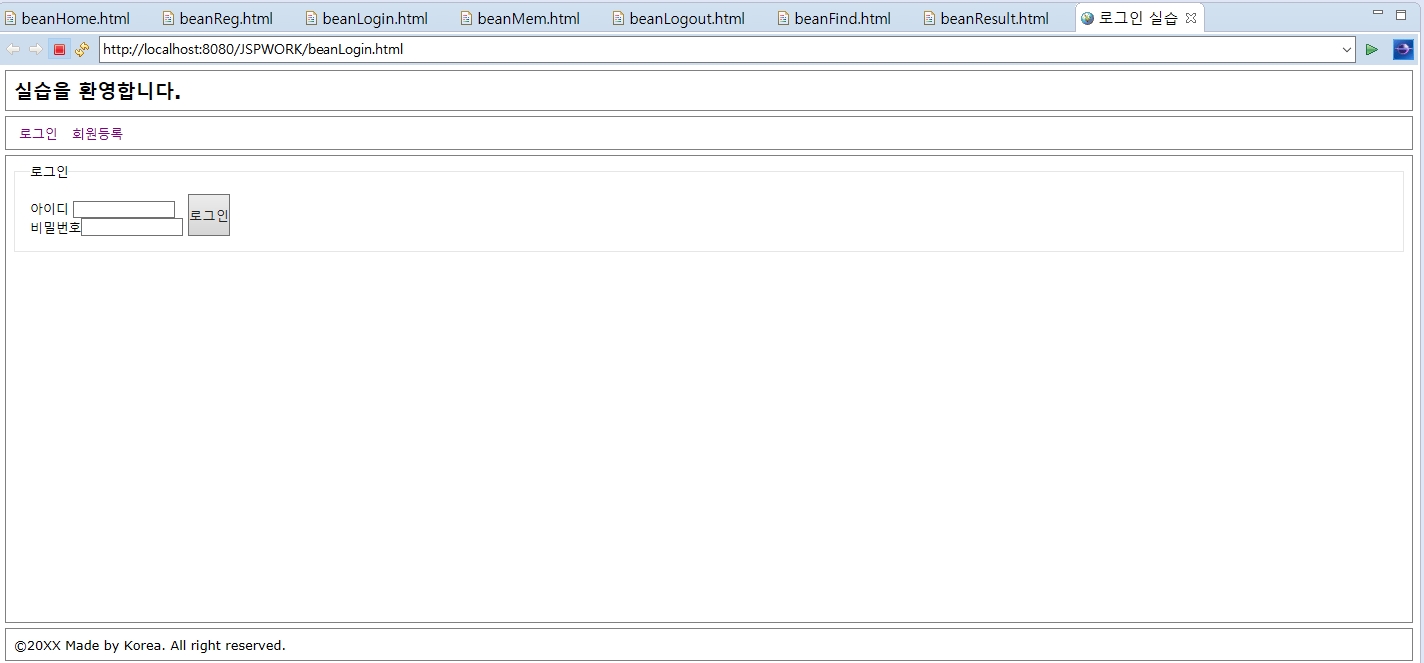 beanHome.html beanReg.html beanLogin.html beanMem.html beanLogout.html beanFind.html beanResult.html 로그인 실습
http://localhost:8080/JSPWORK/beanLogin.html
실습을 환영합니다.
로그인 회원등록
로그인
아이디
비밀번호
로그인
©20XX Made by Korea. All right reserved.